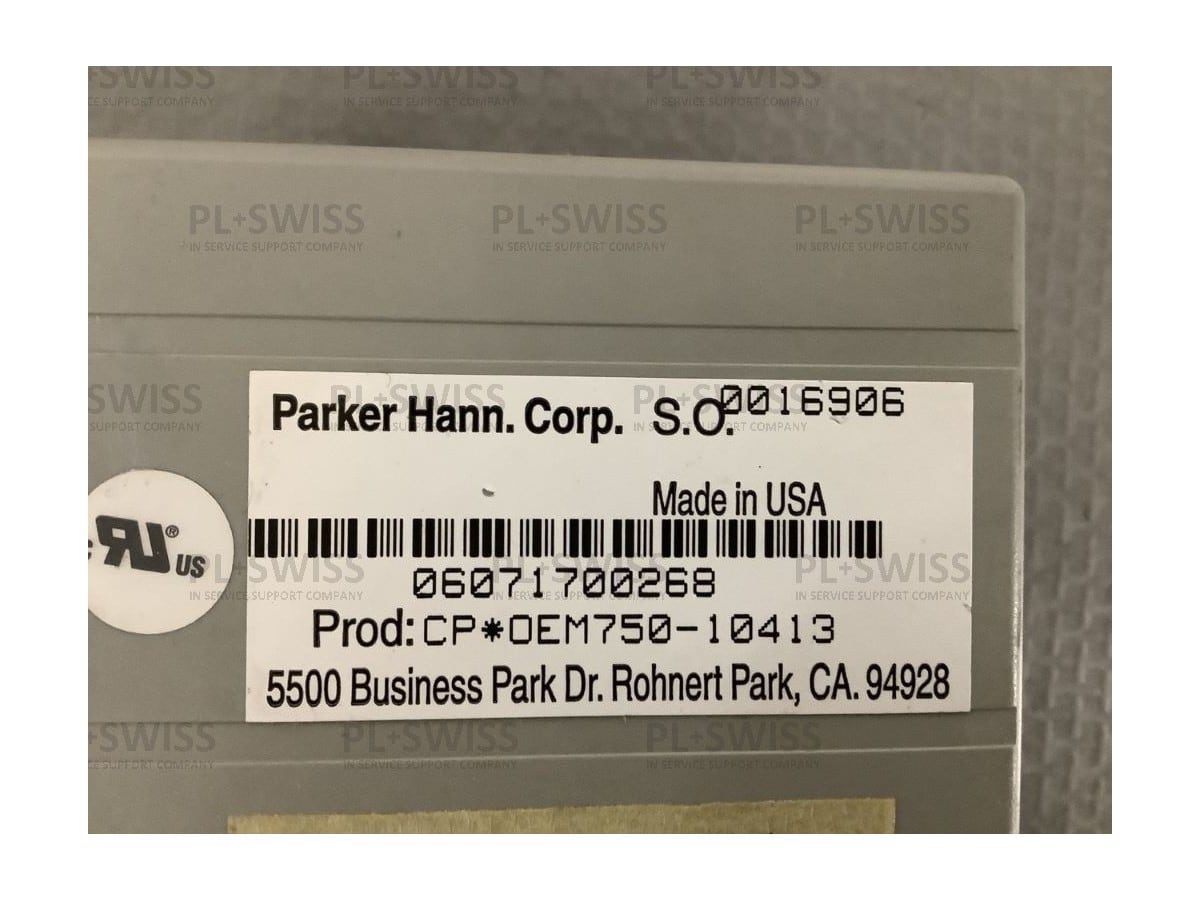 PL+SWISS
IN SERVICE SUPPORT COMPANY
Parker Hann. Corp. S.O. 0016906
Made in USA
06071700268
Prod: CP*OEM750-10413
5500 Business Park Dr. Rohnert Park, CA. 94928
c RU ® US